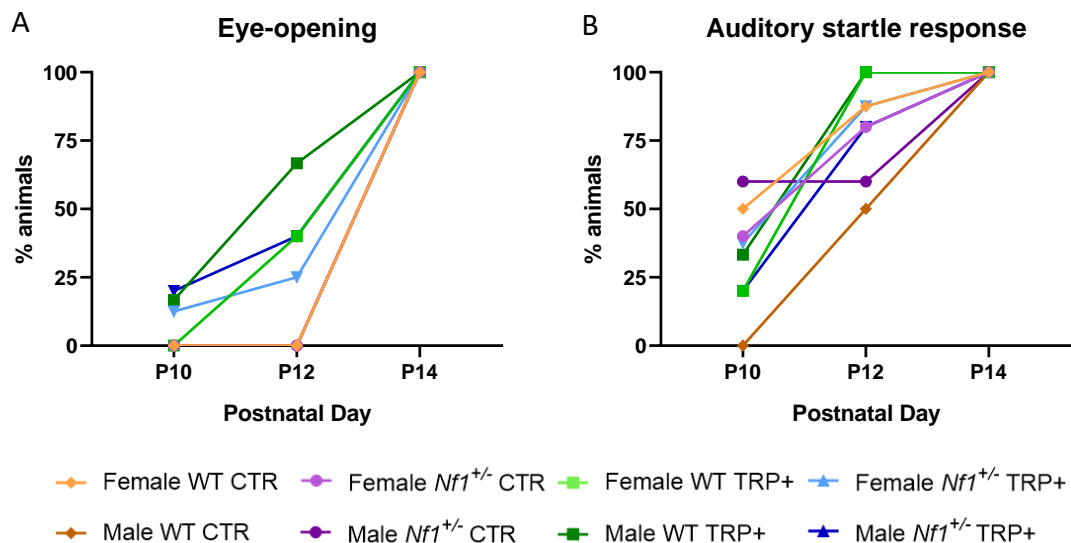 A
Eye-opening
% animals
100
75
50
25
0
P10
P12
P14
Postnatal Day
B
Auditory startle response
% animals
100
75
50
25
0
P10
P12
P14
Postnatal Day
Female WT CTR
Female Nf1+/- CTR
Female WT TRP+
Female Nf1+/- TRP+
Male WT CTR
Male Nf1+/- CTR
Male WT TRP+
Male Nf1+/- TRP+